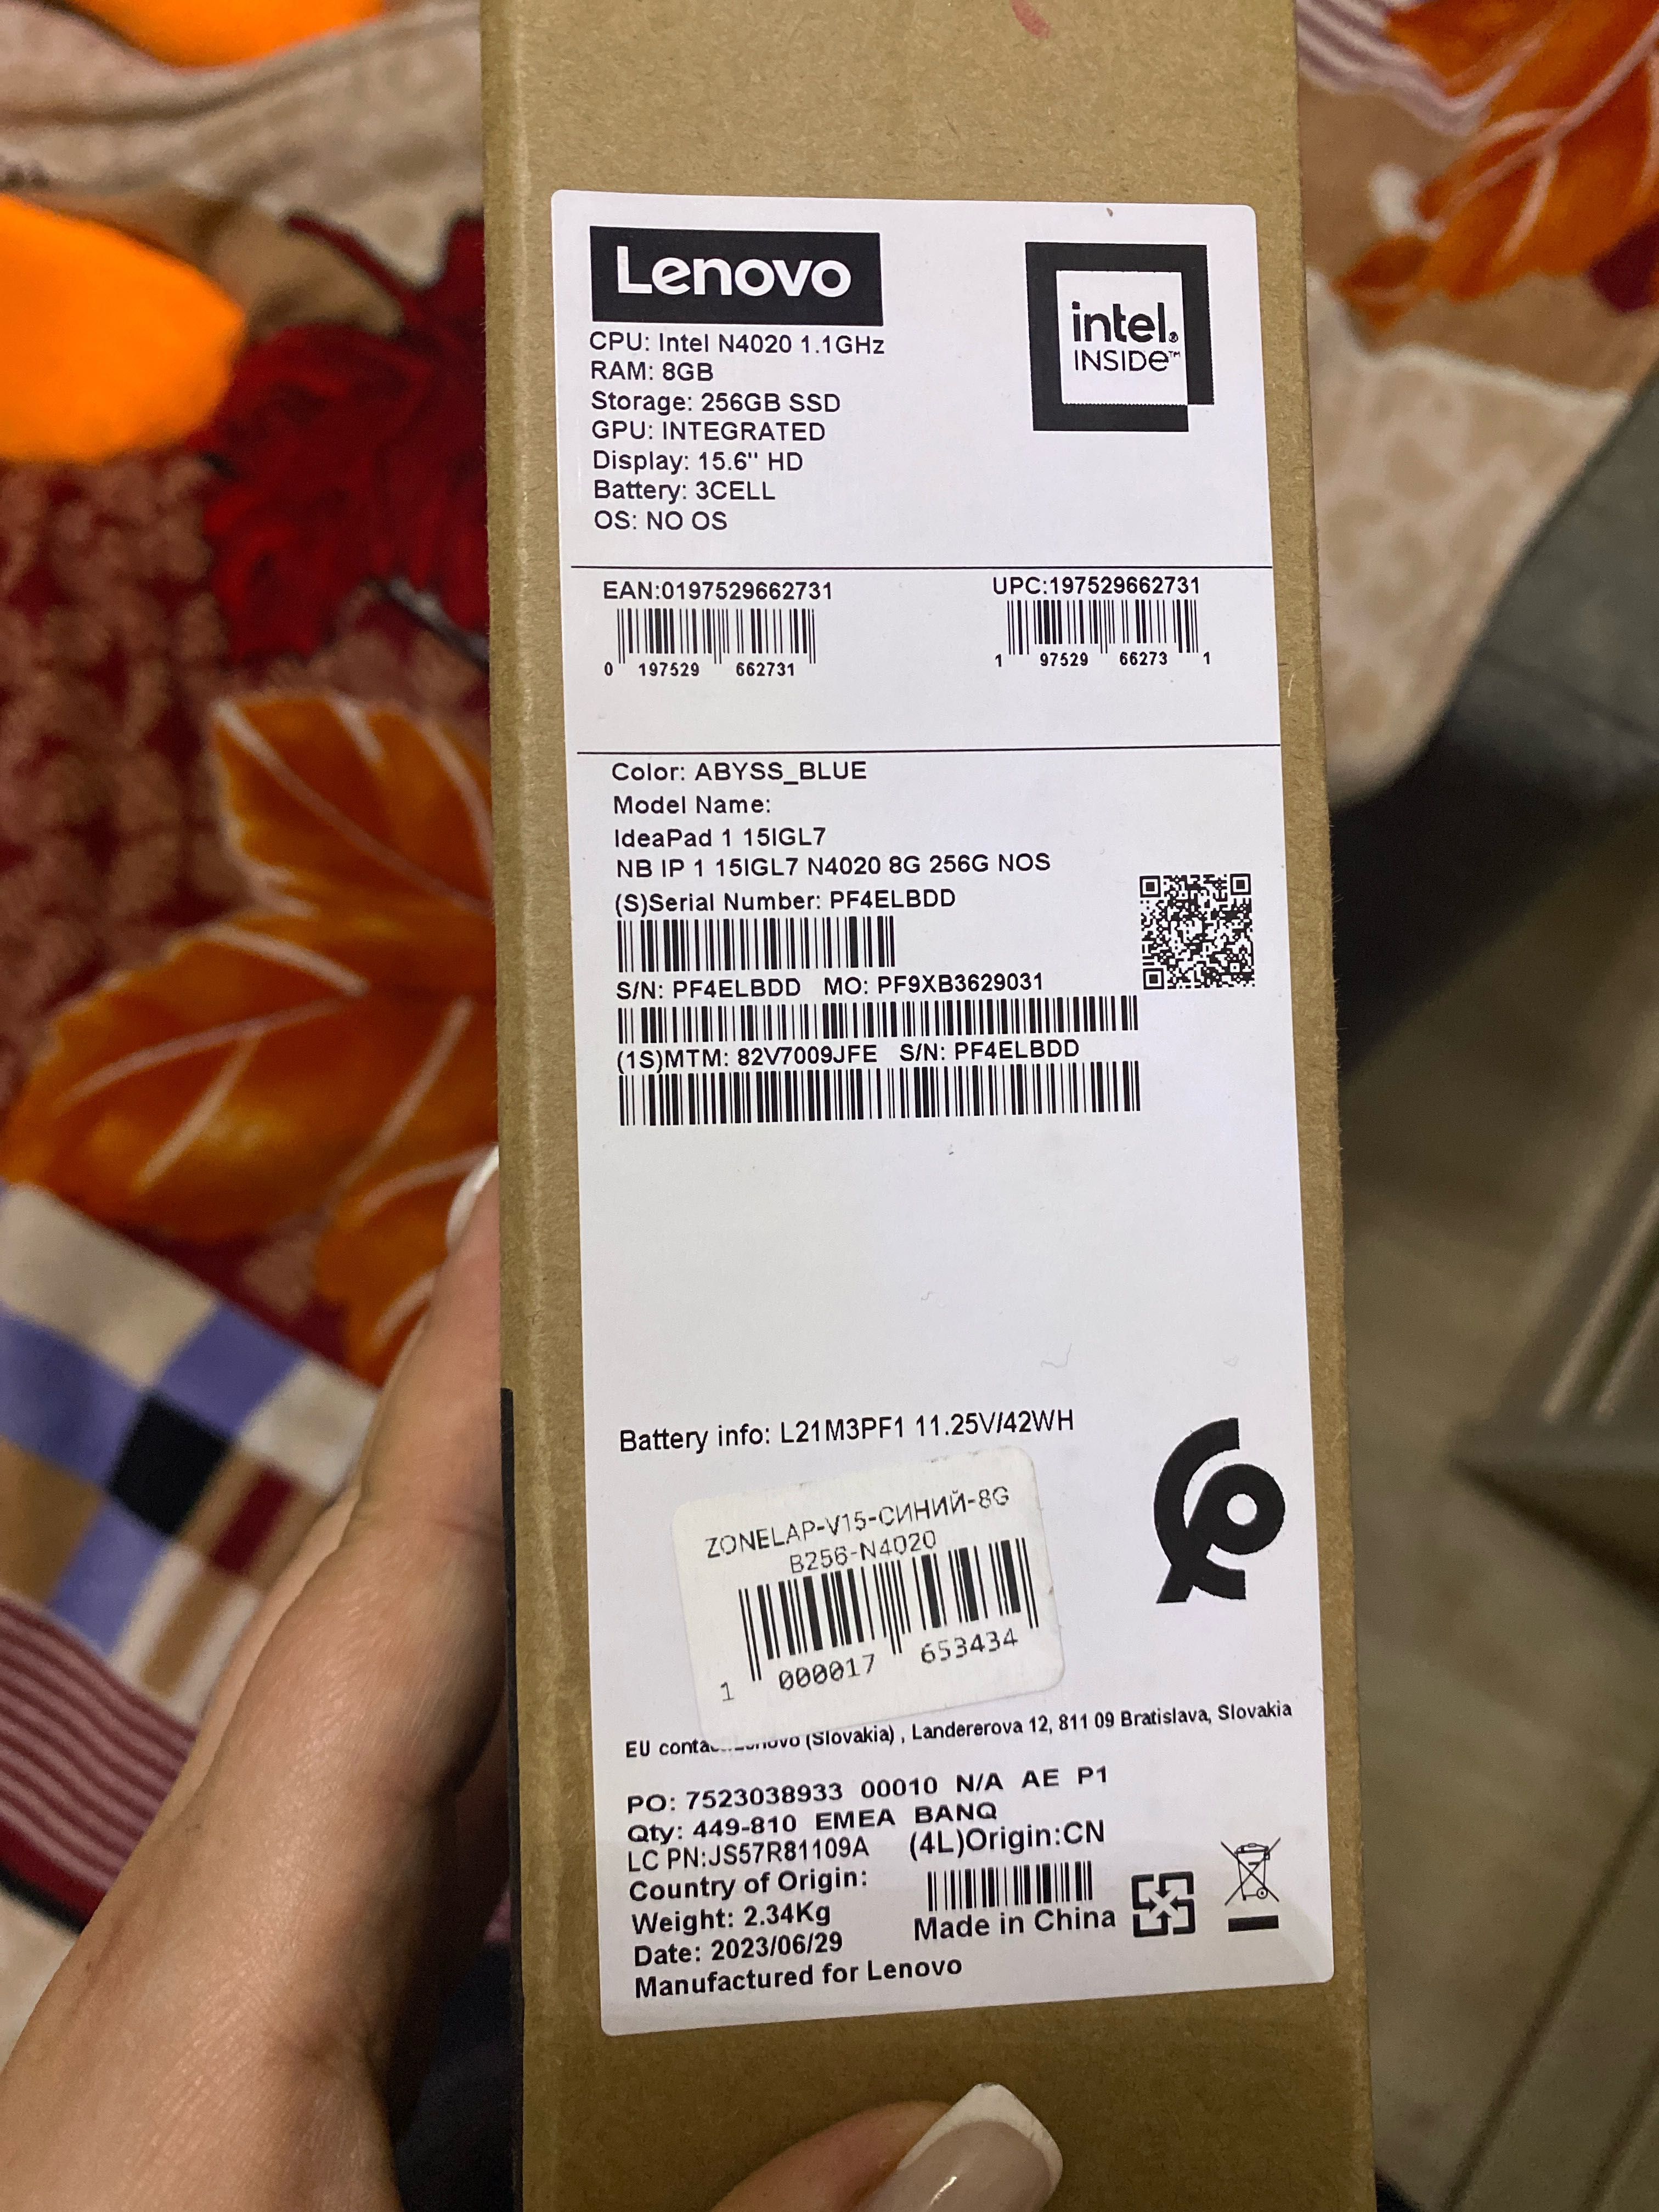 Lenovo
intel.
INSIDe™
CPU: Intel N4020 1.1GHz
RAM: 8GB
Storage: 256GB SSD
GPU: INTEGRATED
Display: 15.6" HD
Battery: 3CELL
OS: NO OS
EAN:0197529662731
0 197529 662731
UPC:197529662731
1 97529 66273 1
Color: ABYSS_BLUE
Model Name:
IdeaPad 1 15IGL7
NB IP 1 15IGL7 N4020 8G 256G NOS
(S)Serial Number: PF4ELBDD
S/N: PF4ELBDD MO: PF9XB3629031
(1S)MTM: 82V7009JFE S/N: PF4ELBDD
Battery info: L21M3PF1 11.25V/42WH
ZONELAP-V15-СИНИЙ-8G
B256-N4020
1 000017 653434
EU (Slovakia) , Landererova 12, 811 09 Bratislava, Slovakia
PO: 7523038933 00010 N/A AE P1
Qty: 449-810 EMEA BANQ
LC PN:JS57R81109A (4L)Origin:CN
Country of Origin:
Weight: 2.34Kg
Made in China
Date: 2023/06/29
Manufactured for Lenovo